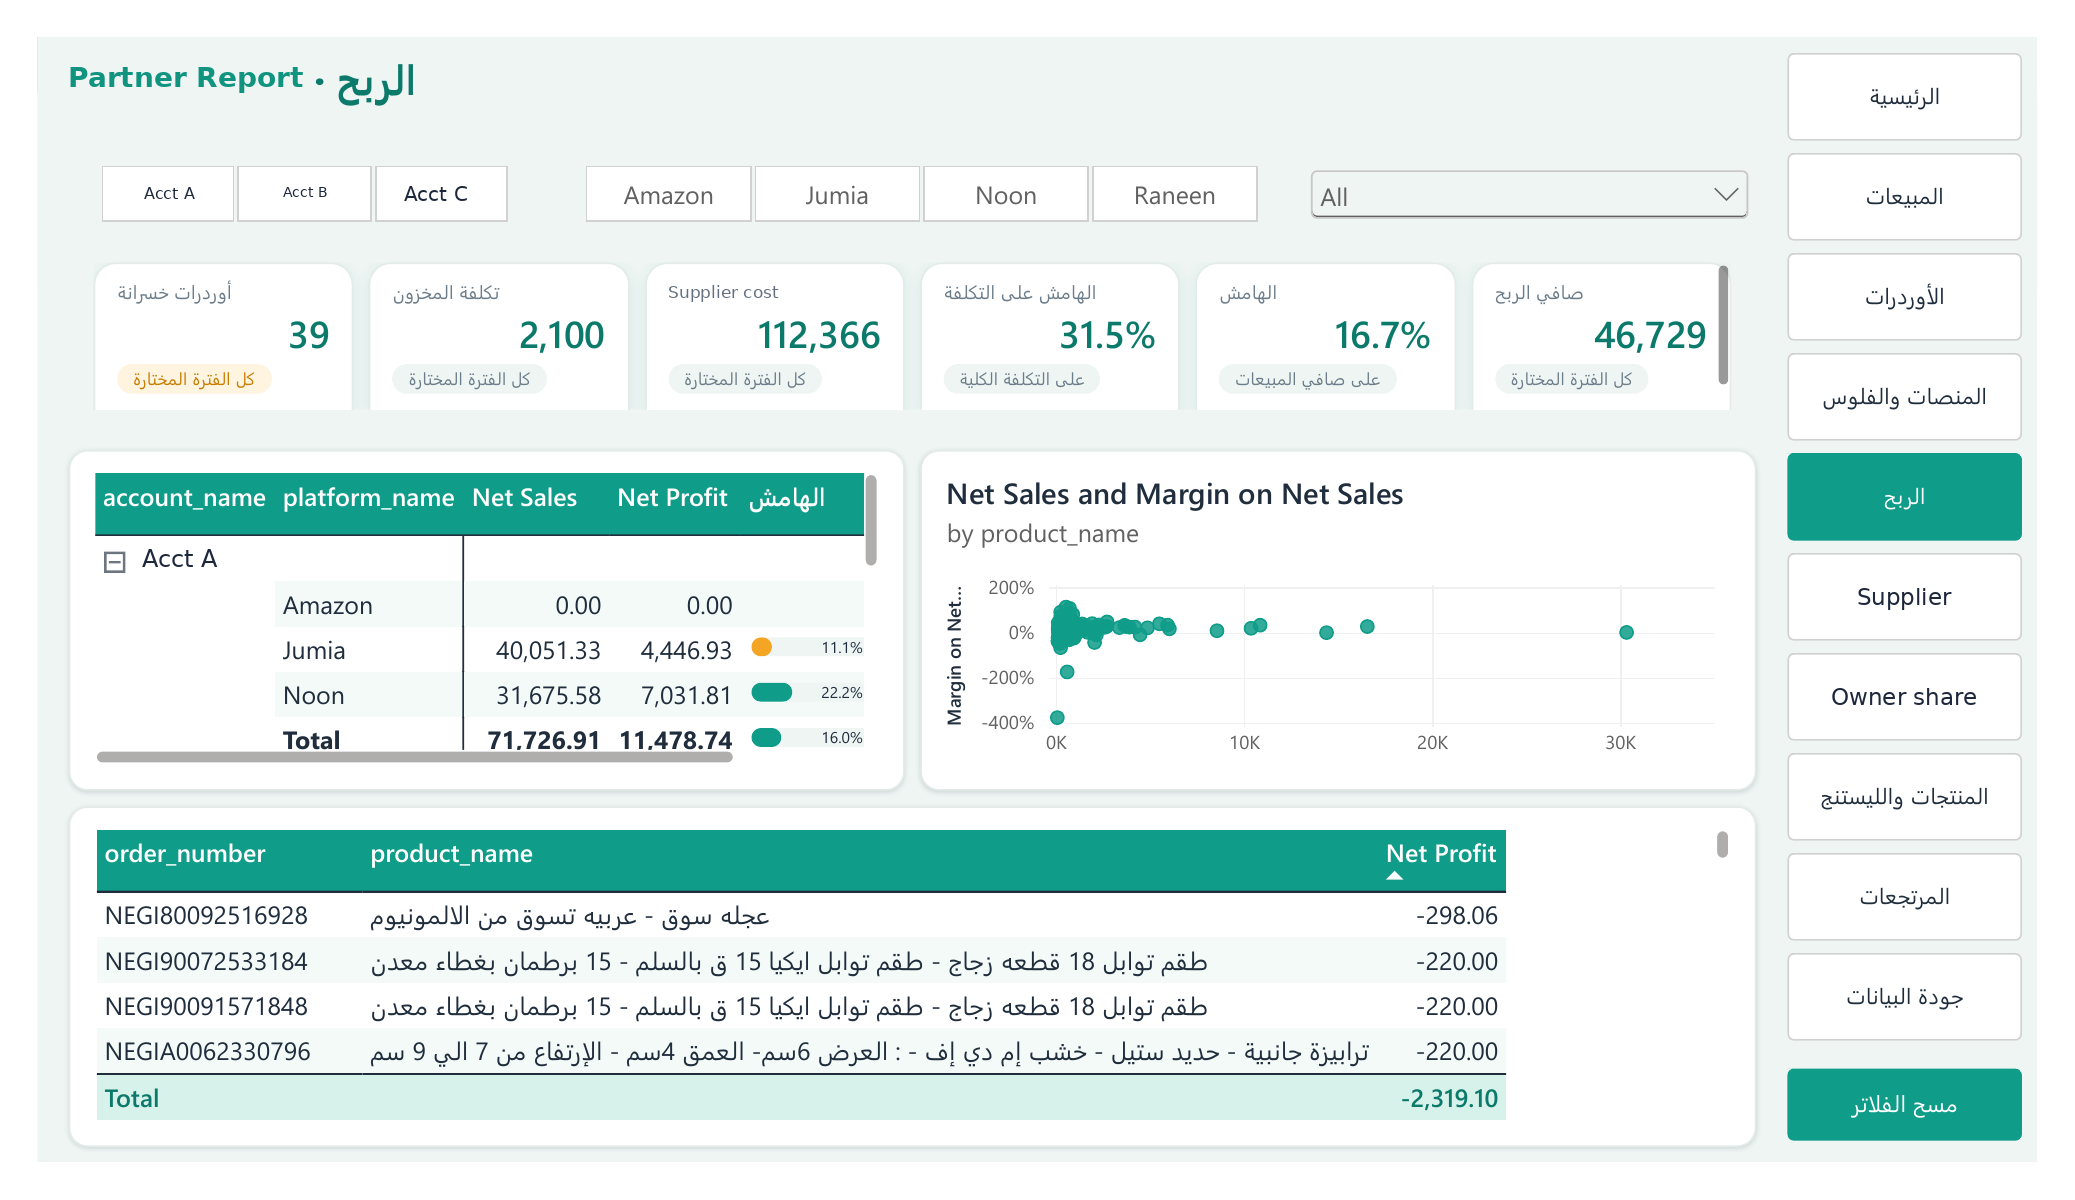 Partner Report · الربح
Acct A
Acct B
Acct C
Amazon
Jumia
Noon
Raneen
All
أوردرات خسرانة
39
كل الفترة المختارة
تكلفة المخزون
2,100
كل الفترة المختارة
Supplier cost
112,366
كل الفترة المختارة
الهامش على التكلفة
31.5%
على التكلفة الكلية
الهامش
16.7%
على صافي المبيعات
صافي الربح
46,729
كل الفترة المختارة
account_name platform_name Net Sales Net Profit الهامش
Acct A
Amazon 0.00 0.00
Jumia 40,051.33 4,446.93 11.1%
Noon 31,675.58 7,031.81 22.2%
Total 71,726.91 11,478.74 16.0%
Net Sales and Margin on Net Sales
by product_name
Margin on Net...
200%
0%
-200%
-400%
0K 10K 20K 30K
order_number product_name Net Profit
NEGI80092516928 عجله سوق - عربيه تسوق من الالمونيوم -298.06
NEGI90072533184 طقم توابل 18 قطعه زجاج - طقم توابل ايكيا 15 ق بالسلم - 15 برطمان بغطاء معدن -220.00
NEGI90091571848 طقم توابل 18 قطعه زجاج - طقم توابل ايكيا 15 ق بالسلم - 15 برطمان بغطاء معدن -220.00
NEGIA0062330796 ترابيزة جانبية - حديد ستيل - خشب إم دي إف - : العرض 6سم- العمق 4سم - الإرتفاع من 7 الي 9 سم -220.00
Total -2,319.10
الرئيسية
المبيعات
الأوردرات
المنصات والفلوس
الربح
Supplier
Owner share
المنتجات والليستنج
المرتجعات
جودة البيانات
مسح الفلاتر